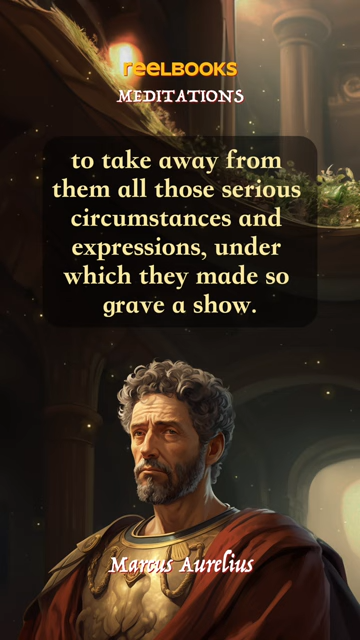 reelbooks
MEDITATIONS
to take away from
them all those serious
circumstances and
expressions, under
which they made so
grave a show.
Marcus Aurelius